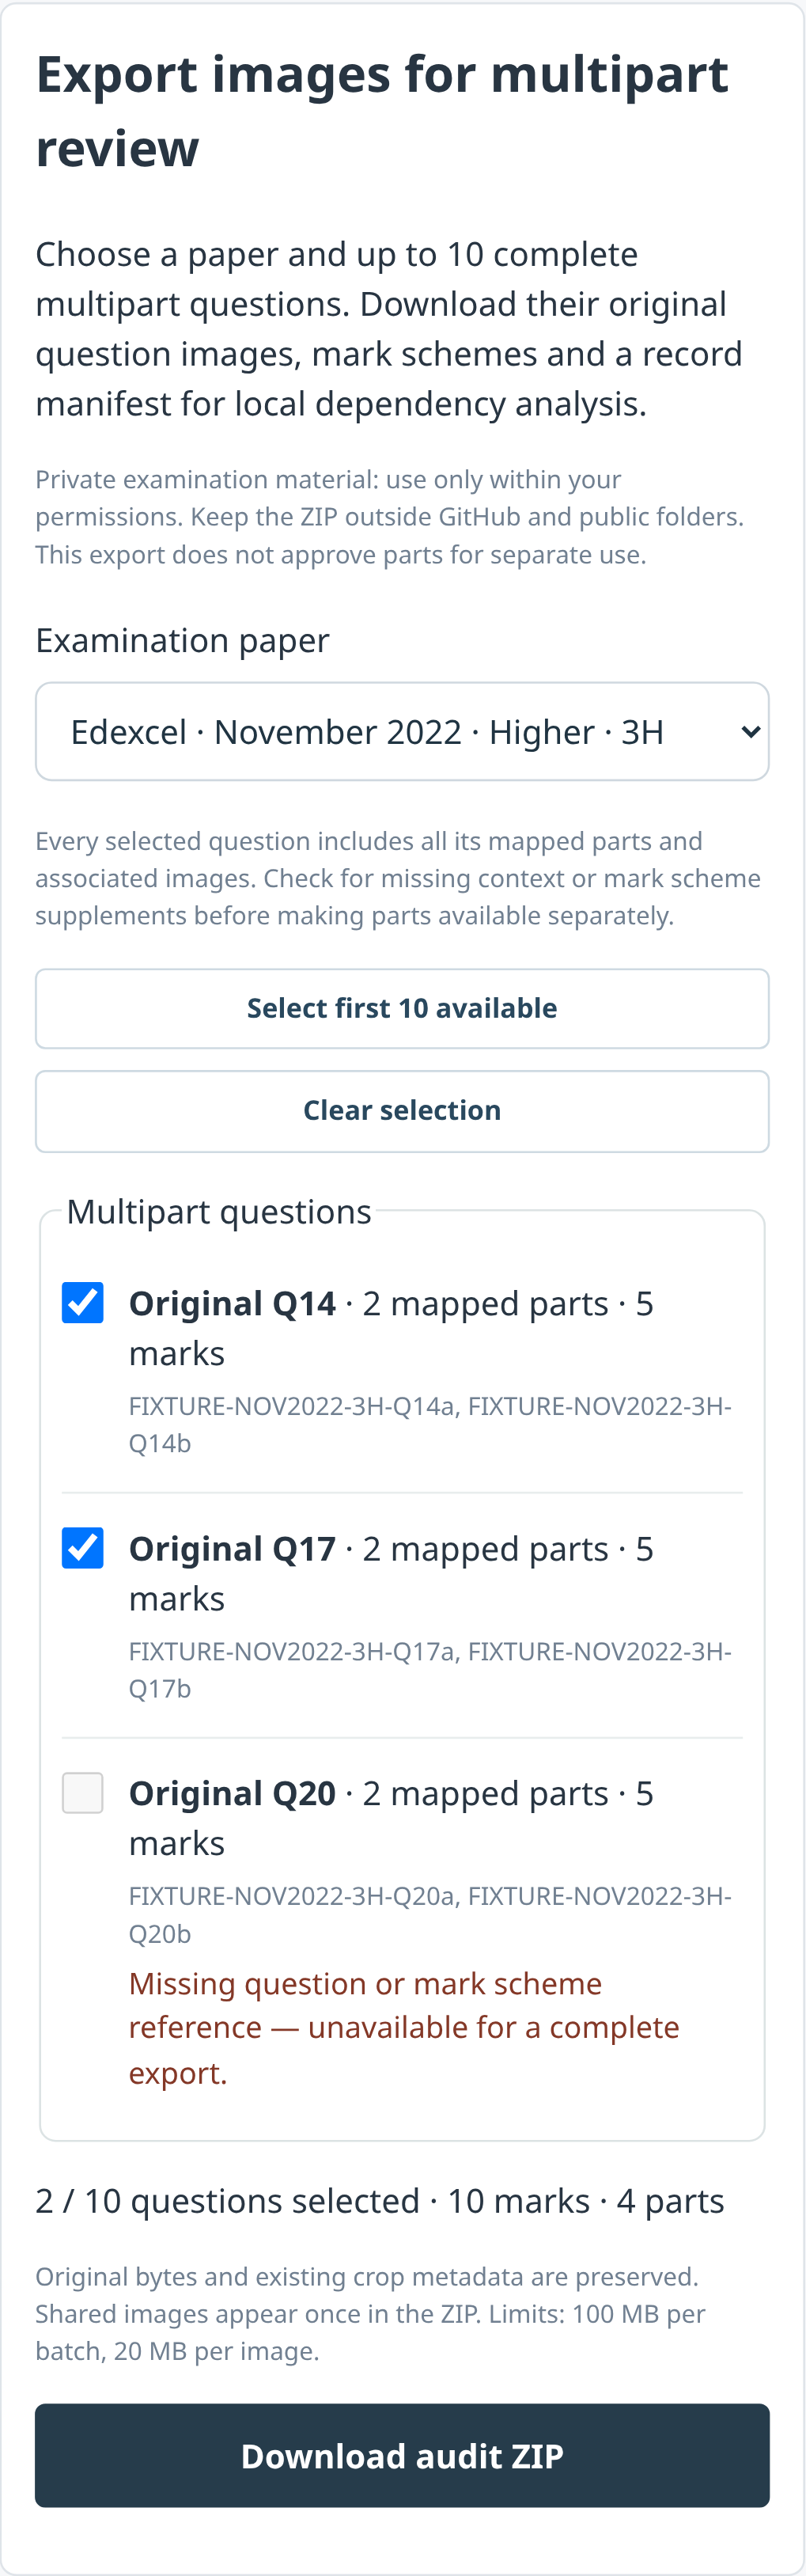 Export images for multipart
review
Choose a paper and up to 10 complete
multipart questions. Download their original
question images, mark schemes and a record
manifest for local dependency analysis.
Private examination material: use only within your
permissions. Keep the ZIP outside GitHub and public folders.
This export does not approve parts for separate use.
Examination paper
Edexcel · November 2022 · Higher · 3H
Every selected question includes all its mapped parts and
associated images. Check for missing context or mark scheme
supplements before making parts available separately.
Select first 10 available
Clear selection
Multipart questions
Original Q14 · 2 mapped parts · 5
marks
FIXTURE-NOV2022-3H-Q14a, FIXTURE-NOV2022-3H-
Q14b
Original Q17 · 2 mapped parts · 5
marks
FIXTURE-NOV2022-3H-Q17a, FIXTURE-NOV2022-3H-
Q17b
Original Q20 · 2 mapped parts · 5
marks
FIXTURE-NOV2022-3H-Q20a, FIXTURE-NOV2022-3H-
Q20b
Missing question or mark scheme
reference — unavailable for a complete
export.
2 / 10 questions selected · 10 marks · 4 parts
Original bytes and existing crop metadata are preserved.
Shared images appear once in the ZIP. Limits: 100 MB per
batch, 20 MB per image.
Download audit ZIP